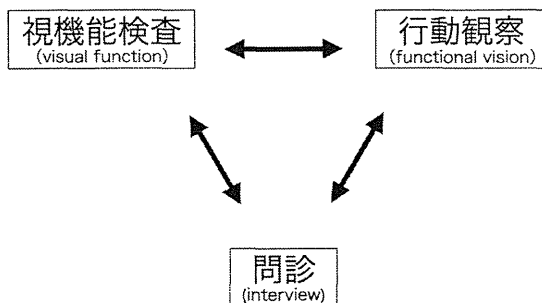 視機能検査
(visual function)
行動観察
(functional vision)
問診
(interview)